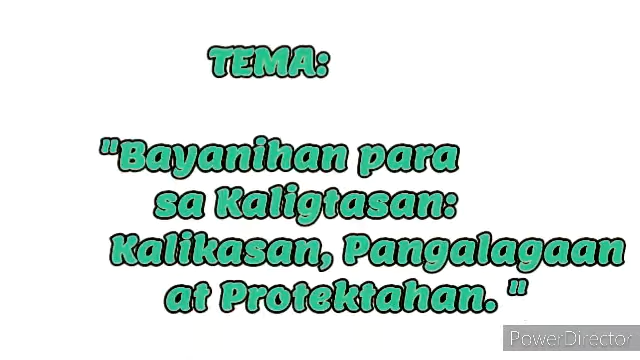 TEMA:
"Bayanihan para
sa Kaligtasan:
Kalikasan, Pangalagaan
at Protektahan. "
PowerDirector